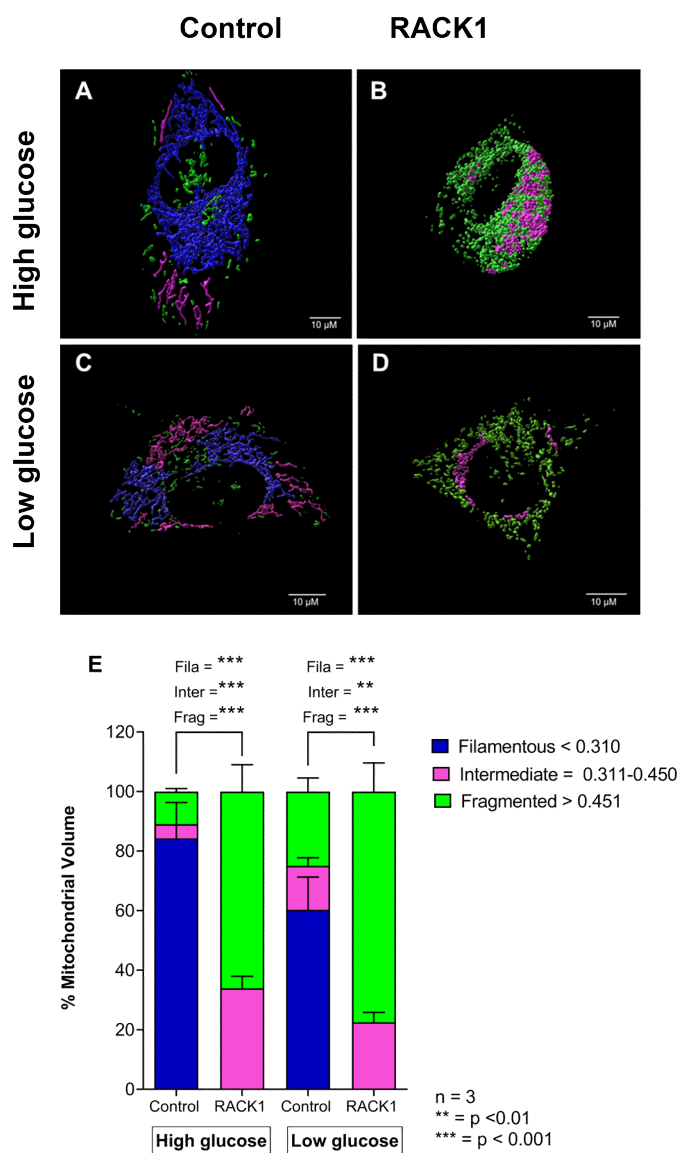 Control RACK1
High glucose
A
10 µM
B
10 µM
Low glucose
C
10 µM
D
10 µM
E
Fila = ***
Inter =***
Frag =***
Fila = ***
Inter = **
Frag = ***
% Mitochondrial Volume
120
100
80
60
40
20
0
Filamentous < 0.310
Intermediate = 0.311-0.450
Fragmented > 0.451
Control RACK1 Control RACK1
High glucose Low glucose
n = 3
** = p <0.01
*** = p < 0.001